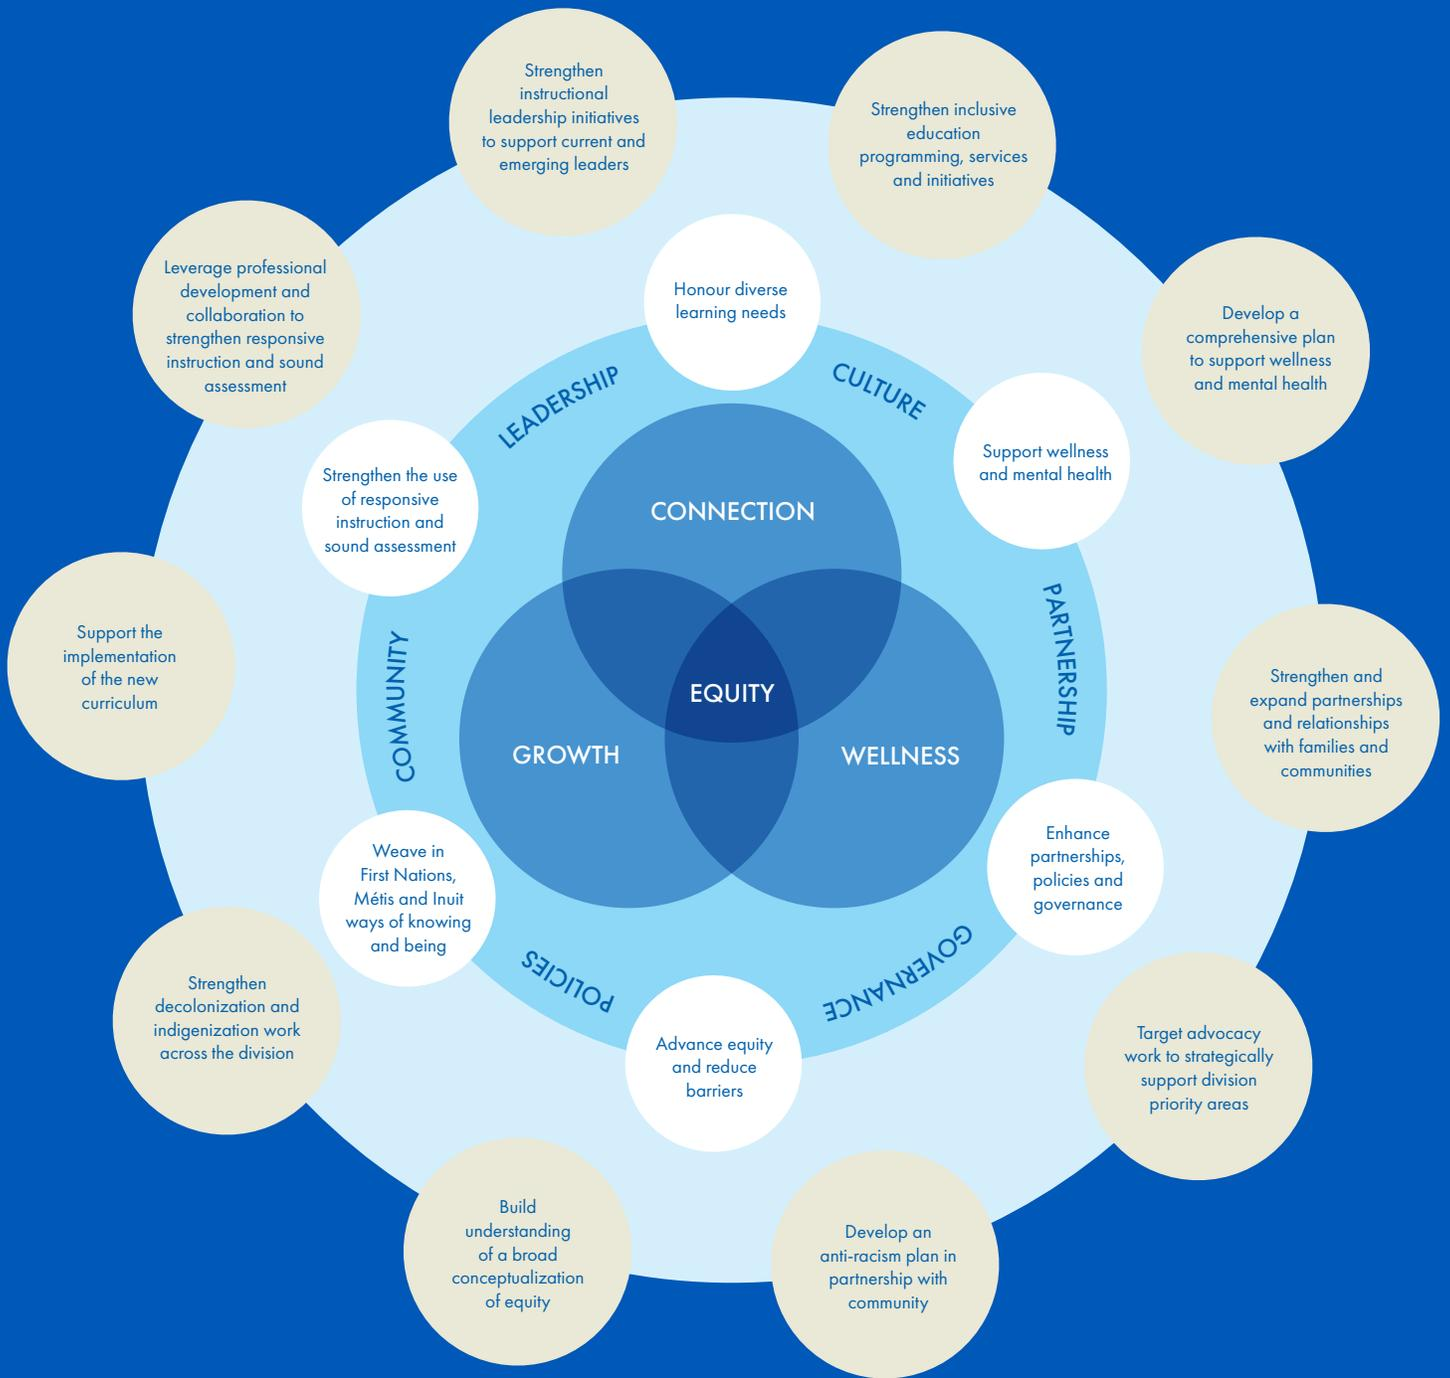 Strengthen
instructional
leadership initiatives
to support current and
emerging leaders
Strengthen inclusive
education
programming, services
and initiatives
Leverage professional
development and
collaboration to
strengthen responsive
instruction and sound
assessment
Develop a
comprehensive plan
to support wellness
and mental health
Honour diverse
learning needs
LEADERSHIP
CULTURE
Strengthen the use
of responsive
instruction and
sound assessment
Support wellness
and mental health
CONNECTION
Support the
implementation
of the new
curriculum
COMMUNITY
EQUITY
GROWTH
WELLNESS
PARTNERSHIP
Strengthen and
expand partnerships
and relationships
with families and
communities
Weave in
First Nations,
Métis and Inuit
ways of knowing
and being
Enhance
partnerships,
policies and
governance
POLICIES
GOVERNANCE
Strengthen
decolonization and
indigenization work
across the division
Advance equity
and reduce
barriers
Target advocacy
work to strategically
support division
priority areas
Build
understanding
of a broad
conceptualization
of equity
Develop an
anti-racism plan in
partnership with
community